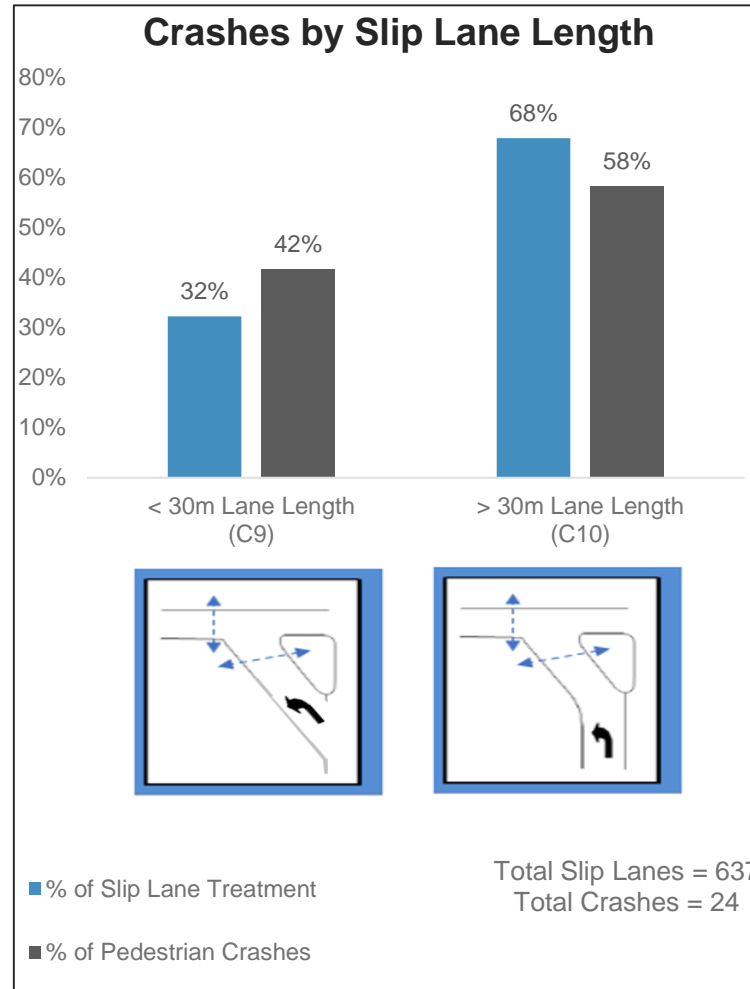 Crashes by Slip Lane Length
80%
70%
60%
50%
40%
30%
20%
10%
0%
32%
42%
68%
58%
< 30m Lane Length
(C9)
> 30m Lane Length
(C10)
% of Slip Lane Treatment
% of Pedestrian Crashes
Total Slip Lanes = 637
Total Crashes = 24